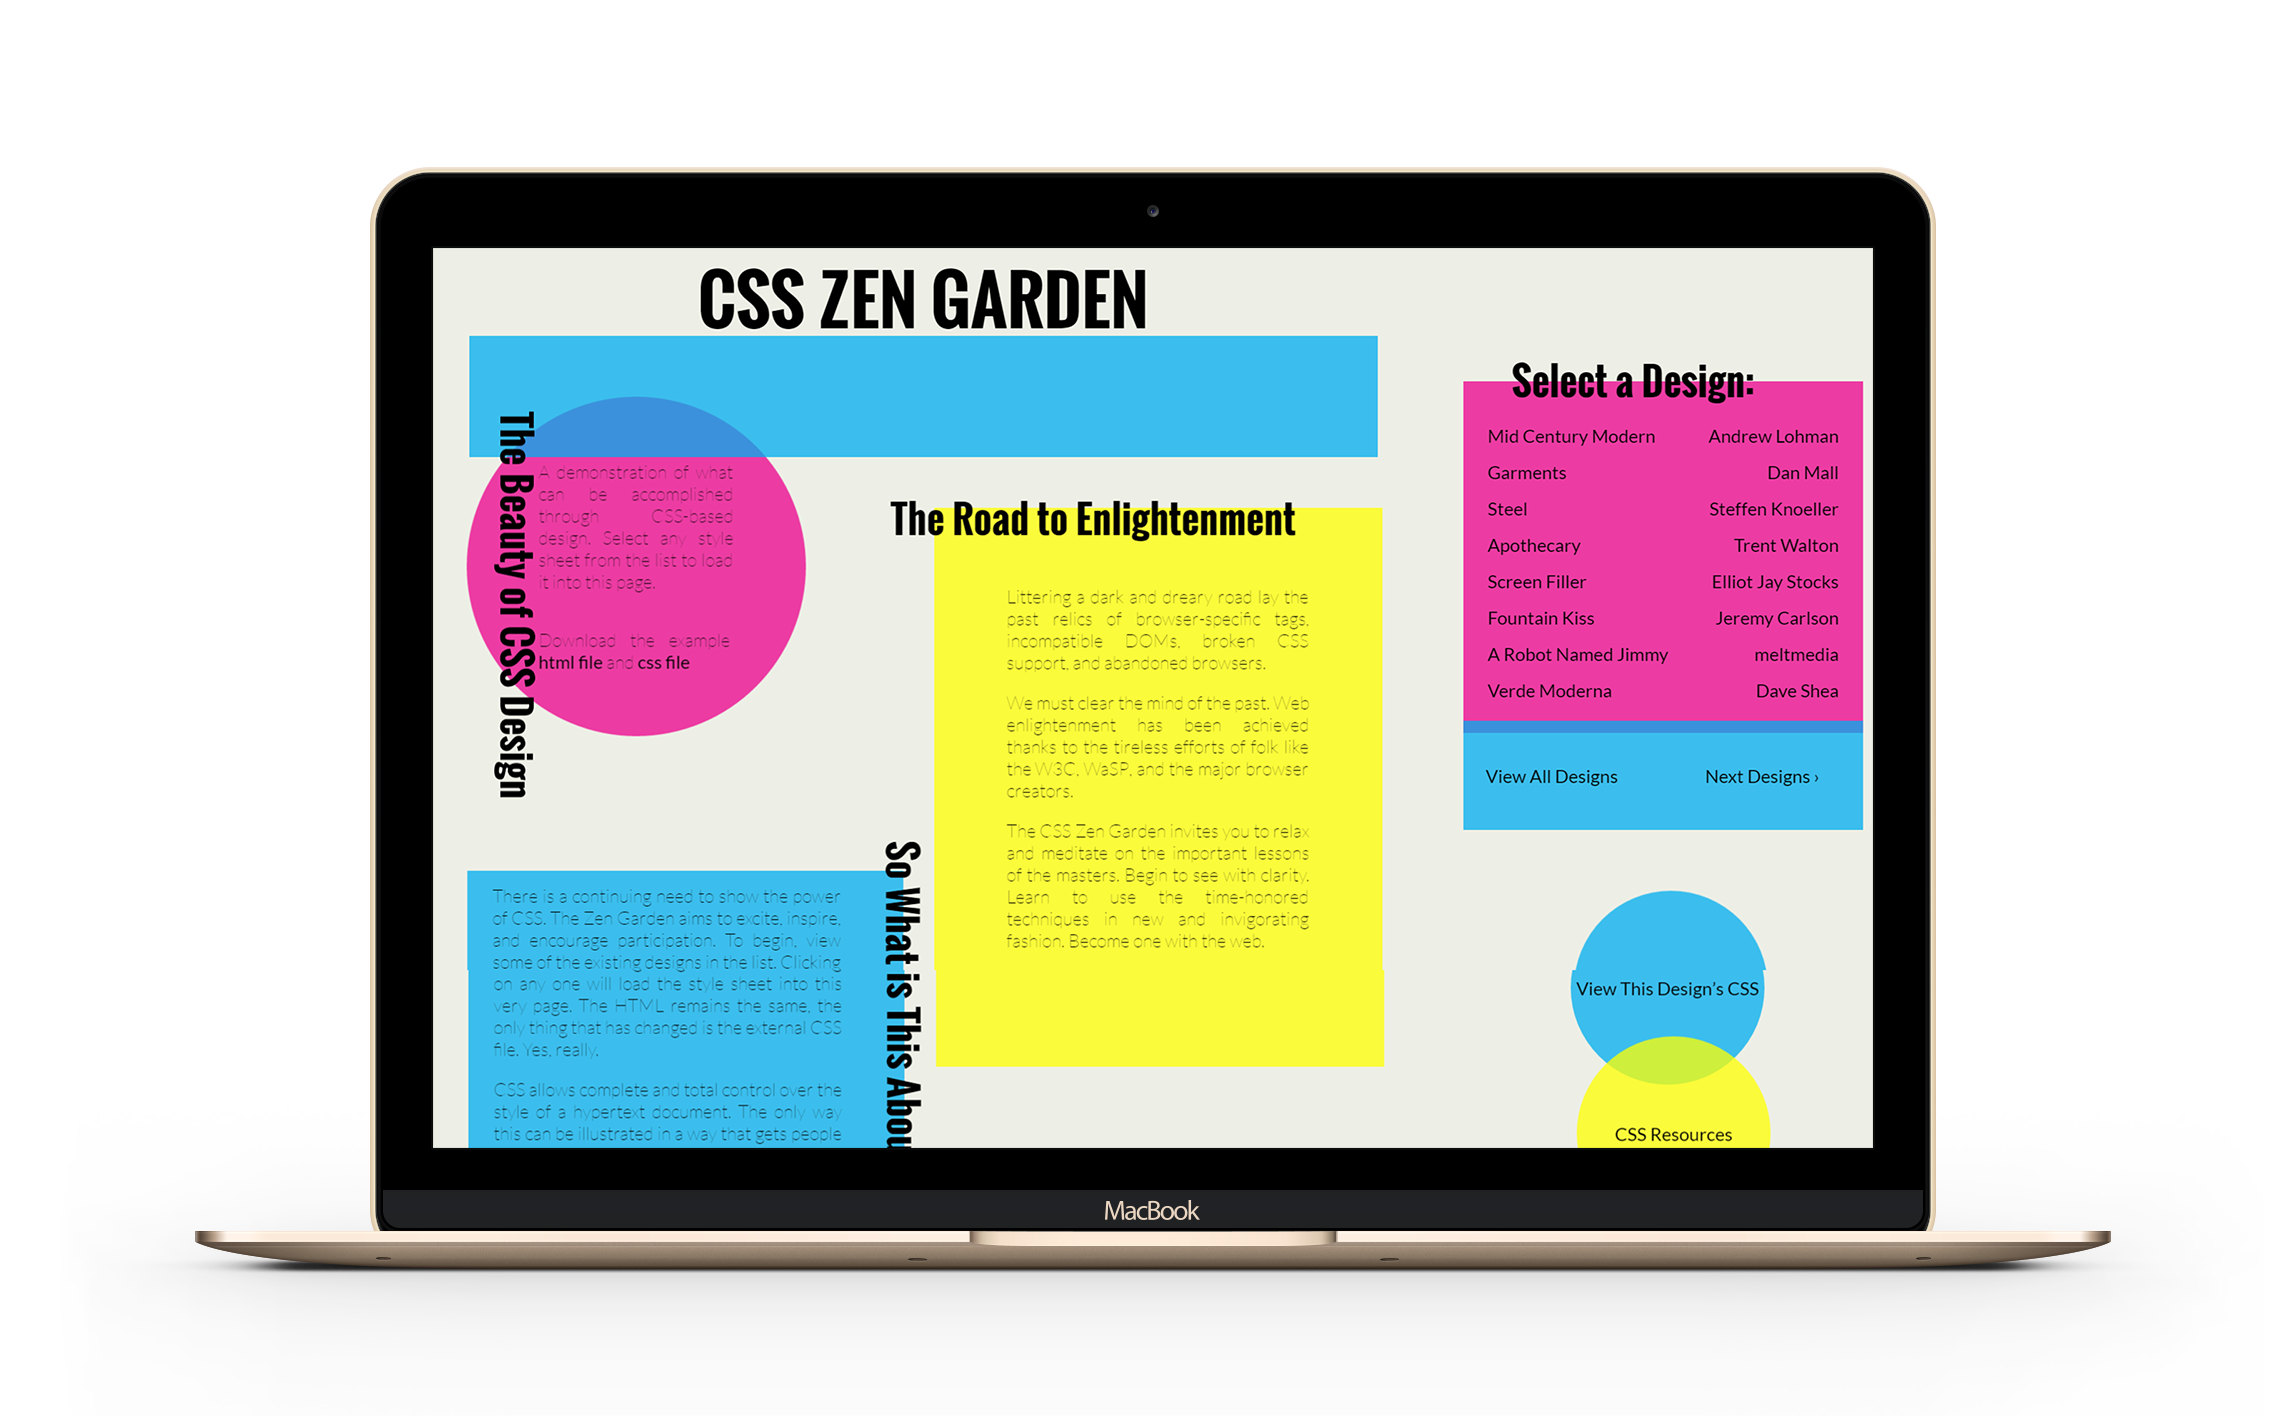 CSS ZEN GARDEN
The Beauty of CSS Design
A demonstration of what
can be accomplished
through CSS-based
design. Select any style
sheet from the list to load
it into this page.
Download the example
html file and css file
The Road to Enlightenment
Littering a dark and dreary road lay the
past relics of browser-specific tags,
incompatible DOMs, broken CSS
support, and abandoned browsers.
We must clear the mind of the past. Web
enlightenment has been achieved
thanks to the tireless efforts of folk like
the W3C, WaSP, and the major browser
creators.
The CSS Zen Garden invites you to relax
and meditate on the important lessons
of the masters. Begin to see with clarity.
Learn to use the time-honored
techniques in new and invigorating
fashion. Become one with the web.
So What is This Abou
There is a continuing need to show the power
of CSS. The Zen Garden aims to excite, inspire,
and encourage participation. To begin, view
some of the existing designs in the list. Clicking
on any one will load the style sheet into this
very page. The HTML remains the same, the
only thing that has changed is the external CSS
file. Yes, really.
CSS allows complete and total control over the
style of a hypertext document. The only way
this can be illustrated in a way that gets people
Select a Design:
Mid Century Modern Andrew Lohman
Garments Dan Mall
Steel Steffen Knoeller
Apothecary Trent Walton
Screen Filler Elliot Jay Stocks
Fountain Kiss Jeremy Carlson
A Robot Named Jimmy meltmedia
Verde Moderna Dave Shea
View All Designs Next Designs ›
View This Design’s CSS
CSS Resources
MacBook